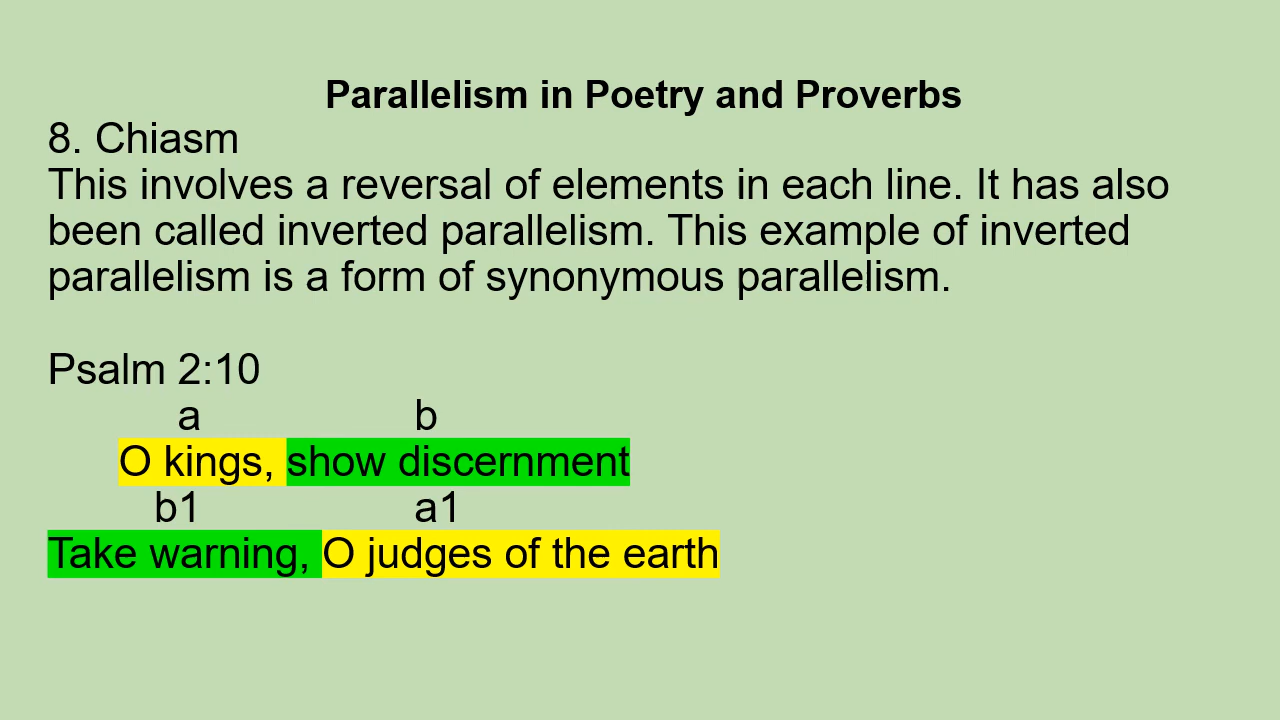 Parallelism in Poetry and Proverbs
8. Chiasm
This involves a reversal of elements in each line. It has also
been called inverted parallelism. This example of inverted
parallelism is a form of synonymous parallelism.
Psalm 2:10
a b
O kings, show discernment
b1 a1
Take warning, O judges of the earth